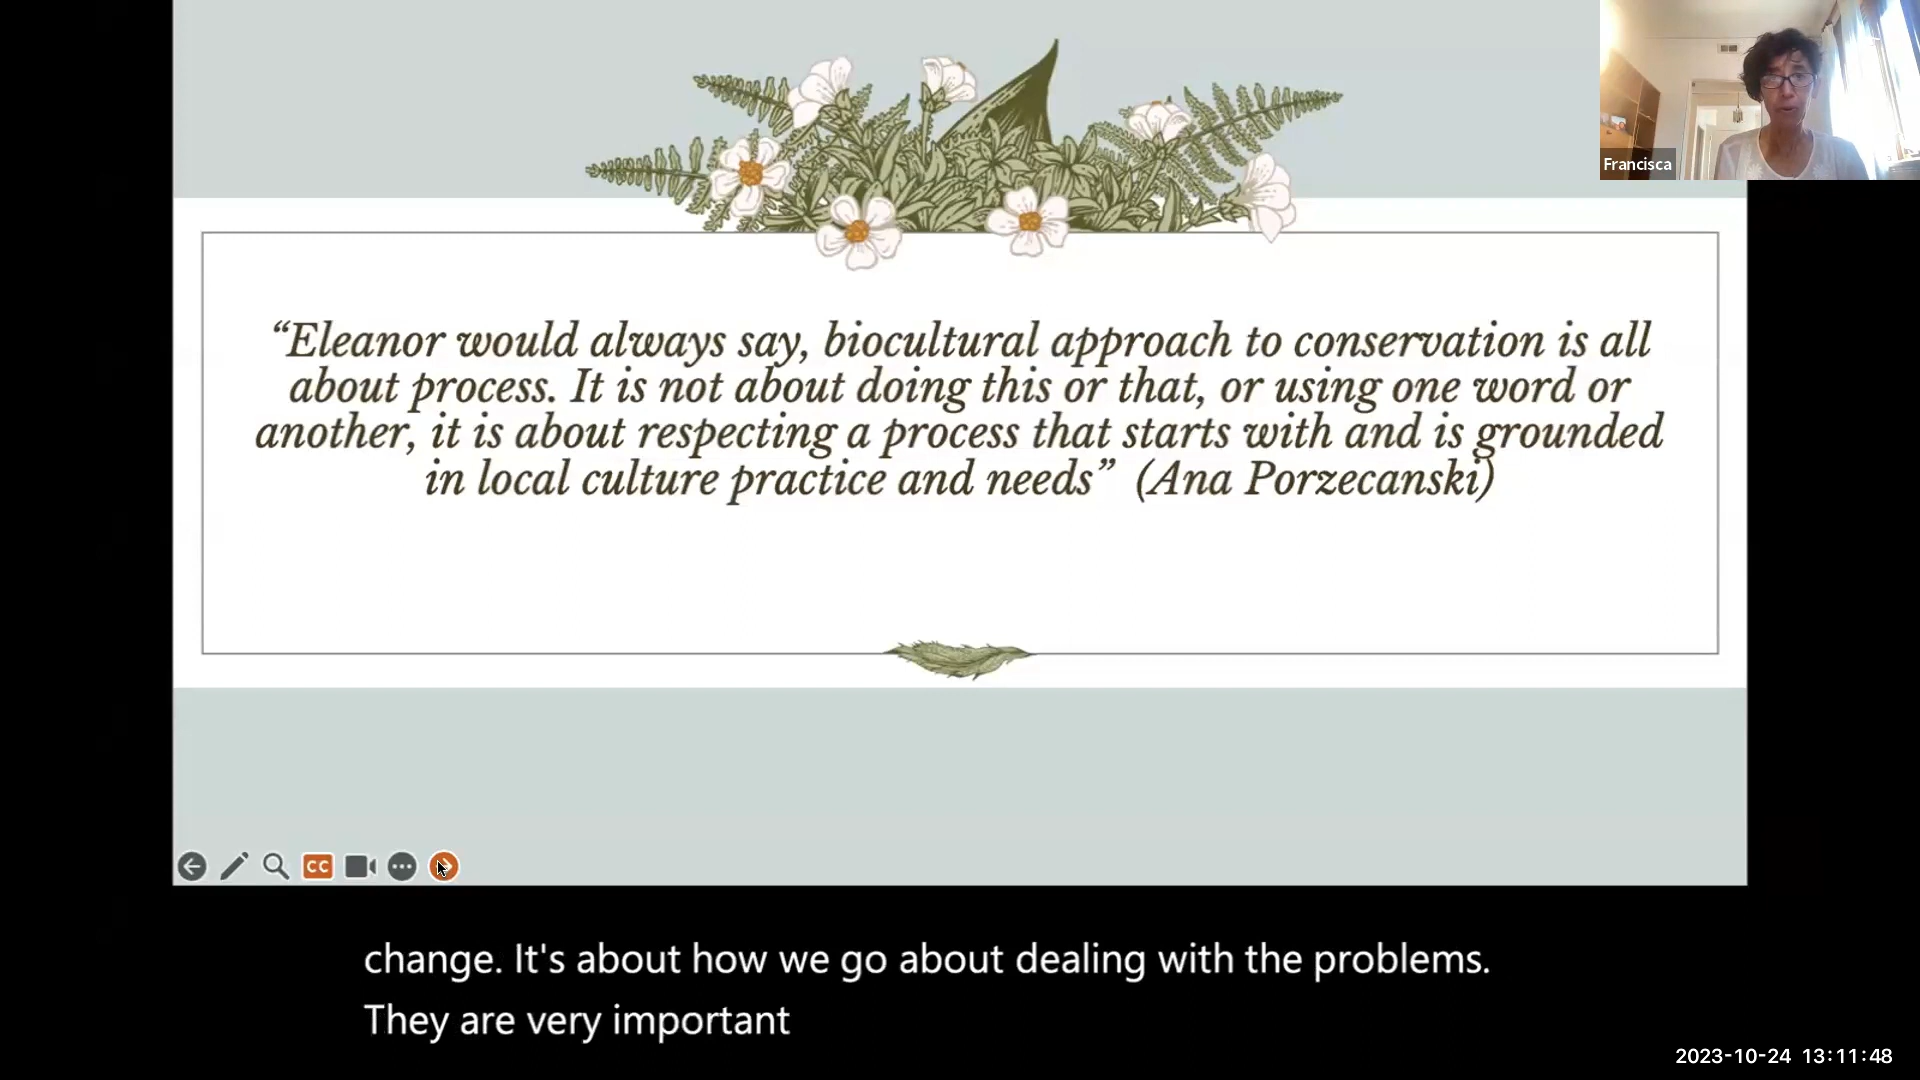 Francisca
“Eleanor would always say, biocultural approach to conservation is all
about process. It is not about doing this or that, or using one word or
another, it is about respecting a process that starts with and is grounded
in local culture practice and needs” (Ana Porzecanski)
CC
change. It's about how we go about dealing with the problems.
They are very important
2023-10-24 13:11:48